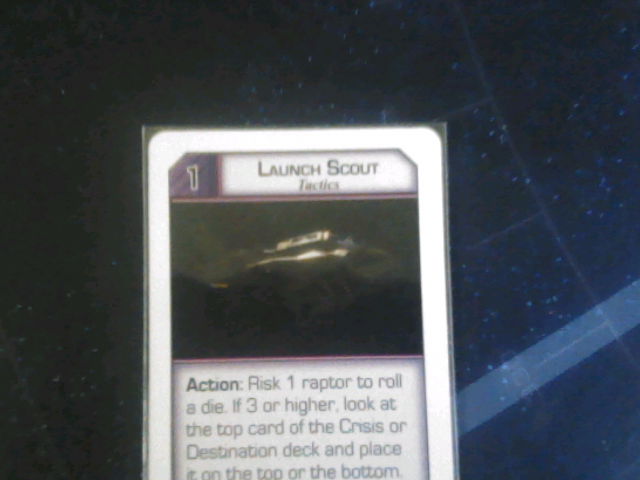 1
Launch Scout
Tactics
Action: Risk 1 raptor to roll
a die. If 3 or higher, look at
the top card of the Crisis or
Destination deck and place
it on the top or the bottom.